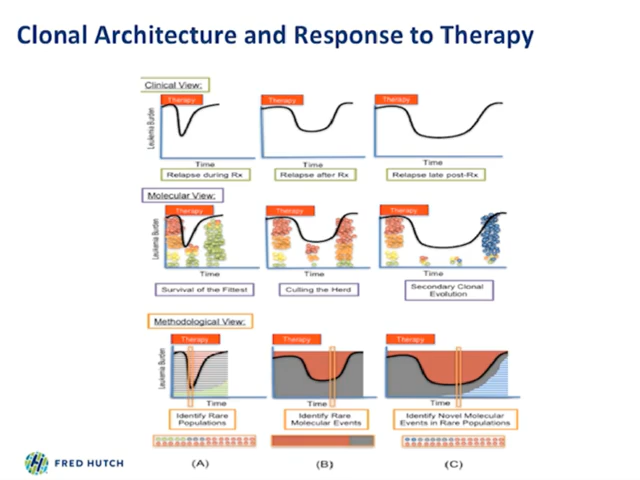 Clonal Architecture and Response to Therapy
Clinical View:
Therapy
Therapy
Therapy
Leukemia Burden
Time
Time
Time
Relapse during Rx
Relapse after Rx
Relapse late post-Rx
Molecular View:
Therapy
Therapy
Therapy
Leukemia Burden
Time
Time
Time
Survival of the Fittest
Culling the Herd
Secondary Clonal
Evolution
Methodological View:
Therapy
Therapy
Therapy
Leukemia Burden
Time
Time
Time
Identify Rare
Populations
Identify Rare
Molecular Events
Identify Novel Molecular
Events in Rare Populations
(A)
(B)
(C)
FRED HUTCH